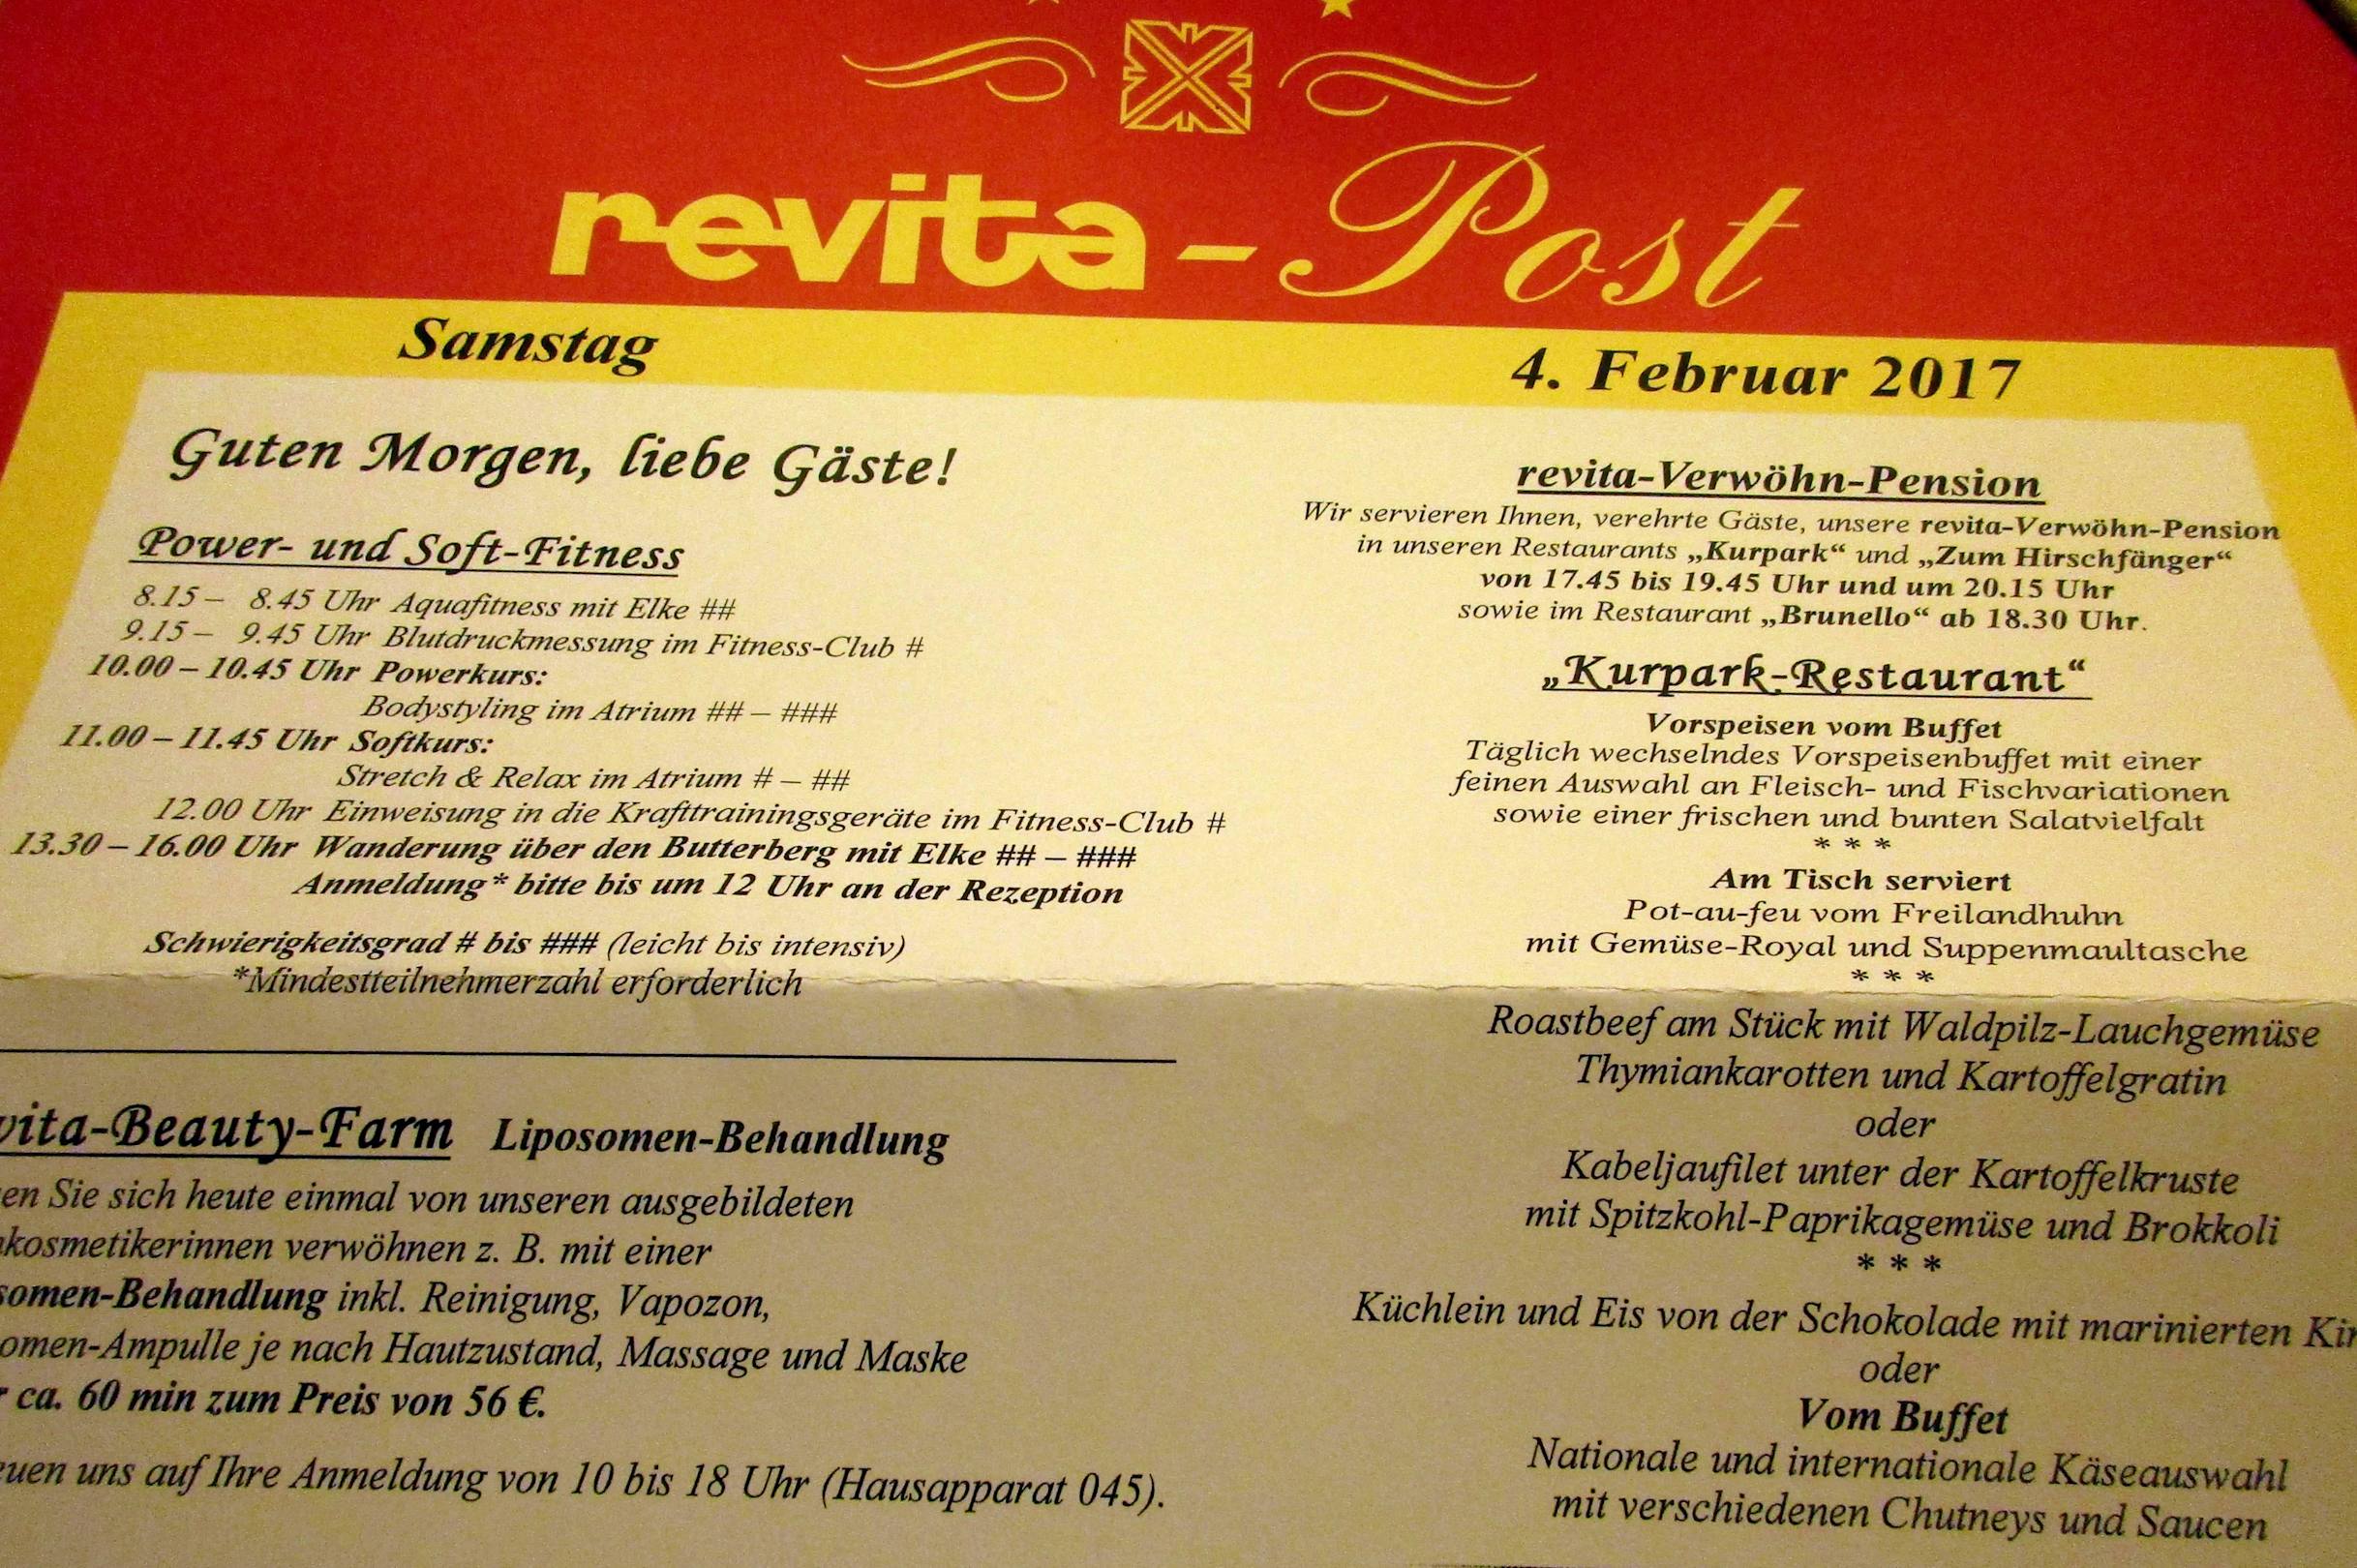 revita-Post
Samstag
4. Februar 2017
Guten Morgen, liebe Gäste!
Power- und Soft-Fitness
8.15 – 8.45 Uhr Aquafitness mit Elke ##
9.15 – 9.45 Uhr Blutdruckmessung im Fitness-Club #
10.00 – 10.45 Uhr Powerkurs:
Bodystyling im Atrium ## – ###
11.00 – 11.45 Uhr Softkurs:
Stretch & Relax im Atrium # – ##
12.00 Uhr Einweisung in die Krafttrainingsgeräte im Fitness-Club #
13.30 – 16.00 Uhr Wanderung über den Butterberg mit Elke ## – ###
Anmeldung* bitte bis um 12 Uhr an der Rezeption
Schwierigkeitsgrad # bis ### (leicht bis intensiv)
*Mindestteilnehmerzahl erforderlich
vita-Beauty-Farm Liposomen-Behandlung
en Sie sich heute einmal von unseren ausgebildeten
kosmetikerinnen verwöhnen z. B. mit einer
somen-Behandlung inkl. Reinigung, Vapozon,
omen-Ampulle je nach Hautzustand, Massage und Maske
r ca. 60 min zum Preis von 56 €.
euen uns auf Ihre Anmeldung von 10 bis 18 Uhr (Hausapparat 045).
revita-Verwöhn-Pension
Wir servieren Ihnen, verehrte Gäste, unsere revita-Verwöhn-Pension
in unseren Restaurants „Kurpark“ und „Zum Hirschfänger“
von 17.45 bis 19.45 Uhr und um 20.15 Uhr
sowie im Restaurant „Brunello“ ab 18.30 Uhr.
„Kurpark-Restaurant“
Vorspeisen vom Buffet
Täglich wechselndes Vorspeisenbuffet mit einer
feinen Auswahl an Fleisch- und Fischvariationen
sowie einer frischen und bunten Salatvielfalt
* * *
Am Tisch serviert
Pot-au-feu vom Freilandhuhn
mit Gemüse-Royal und Suppenmaultasche
* * *
Roastbeef am Stück mit Waldpilz-Lauchgemüse
Thymiankarotten und Kartoffelgratin
oder
Kabeljaufilet unter der Kartoffelkruste
mit Spitzkohl-Paprikagemüse und Brokkoli
* * *
Küchlein und Eis von der Schokolade mit marinierten Kir
oder
Vom Buffet
Nationale und internationale Käseauswahl
mit verschiedenen Chutneys und Saucen